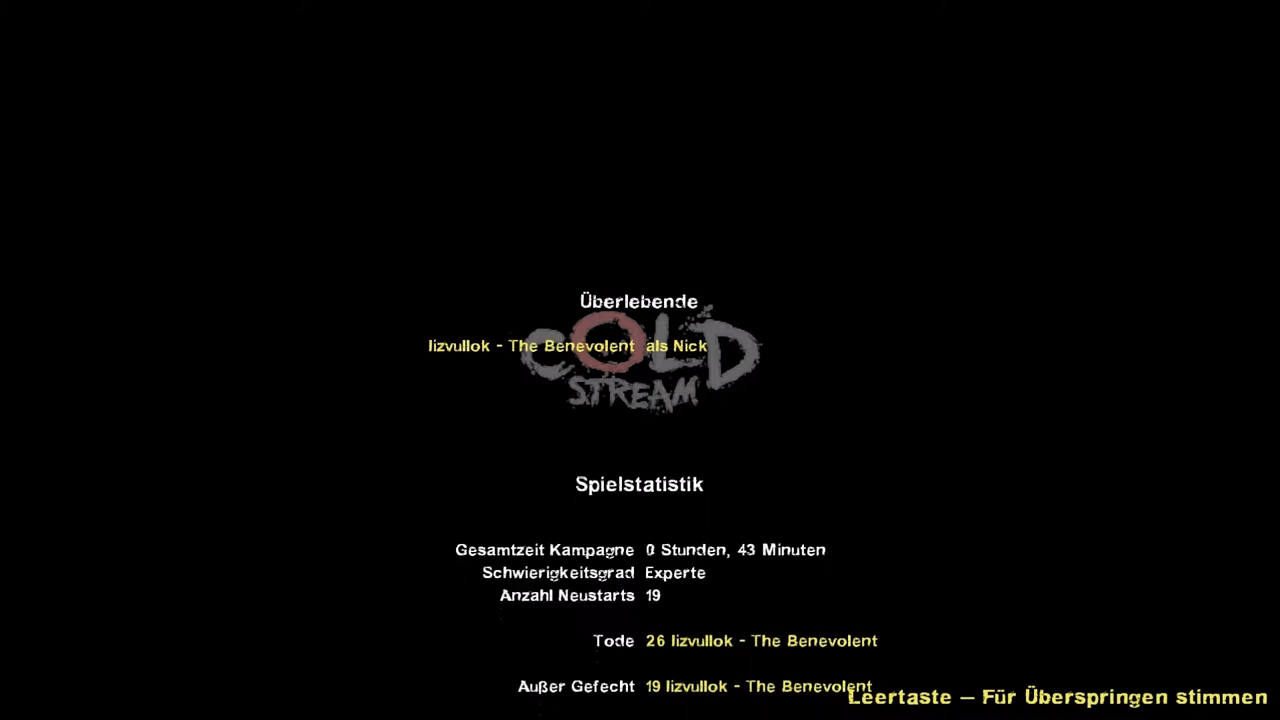 Überlebende
lizvullok - The Benevolent als Nick
COLD
STREAM
Spielstatistik
Gesamtzeit Kampagne 0 Stunden, 43 Minuten
Schwierigkeitsgrad Experte
Anzahl Neustarts 19
Tode 26 lizvullok - The Benevolent
Außer Gefecht 19 lizvullok - The Benevolent
Leertaste – Für Überspringen stimmen